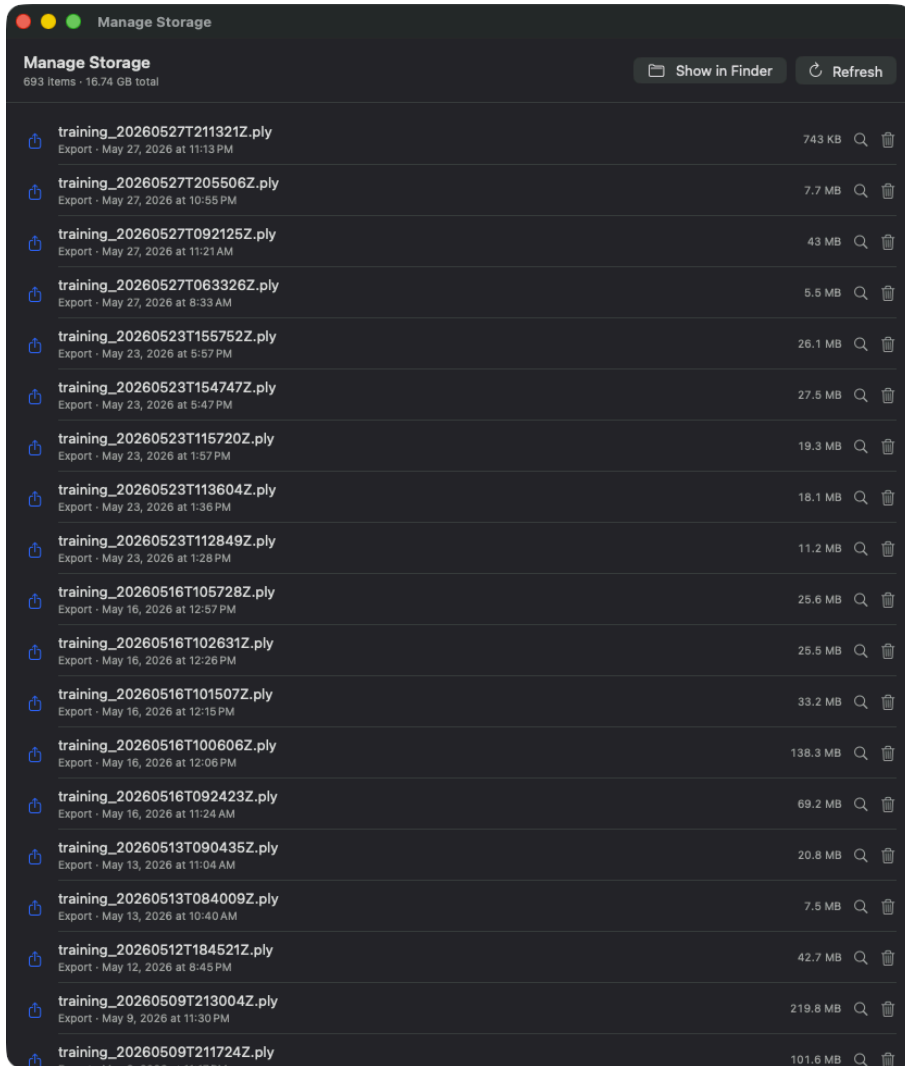 Manage Storage
Manage Storage
693 items · 16.74 GB total
Show in Finder
Refresh
training_20260527T211321Z.ply
Export · May 27, 2026 at 11:13 PM
743 KB
training_20260527T205506Z.ply
Export · May 27, 2026 at 10:55 PM
7.7 MB
training_20260527T092125Z.ply
Export · May 27, 2026 at 11:21 AM
43 MB
training_20260527T063326Z.ply
Export · May 27, 2026 at 8:33 AM
5.5 MB
training_20260523T155752Z.ply
Export · May 23, 2026 at 5:57 PM
26.1 MB
training_20260523T154747Z.ply
Export · May 23, 2026 at 5:47 PM
27.5 MB
training_20260523T115720Z.ply
Export · May 23, 2026 at 1:57 PM
19.3 MB
training_20260523T113604Z.ply
Export · May 23, 2026 at 1:36 PM
18.1 MB
training_20260523T112849Z.ply
Export · May 23, 2026 at 1:28 PM
11.2 MB
training_20260516T105728Z.ply
Export · May 16, 2026 at 12:57 PM
25.6 MB
training_20260516T102631Z.ply
Export · May 16, 2026 at 12:26 PM
25.5 MB
training_20260516T101507Z.ply
Export · May 16, 2026 at 12:15 PM
33.2 MB
training_20260516T100606Z.ply
Export · May 16, 2026 at 12:06 PM
138.3 MB
training_20260516T092423Z.ply
Export · May 16, 2026 at 11:24 AM
69.2 MB
training_20260513T090435Z.ply
Export · May 13, 2026 at 11:04 AM
20.8 MB
training_20260513T084009Z.ply
Export · May 13, 2026 at 10:40 AM
7.5 MB
training_20260512T184521Z.ply
Export · May 12, 2026 at 8:45 PM
42.7 MB
training_20260509T213004Z.ply
Export · May 9, 2026 at 11:30 PM
219.8 MB
training_20260509T211724Z.ply
101.6 MB